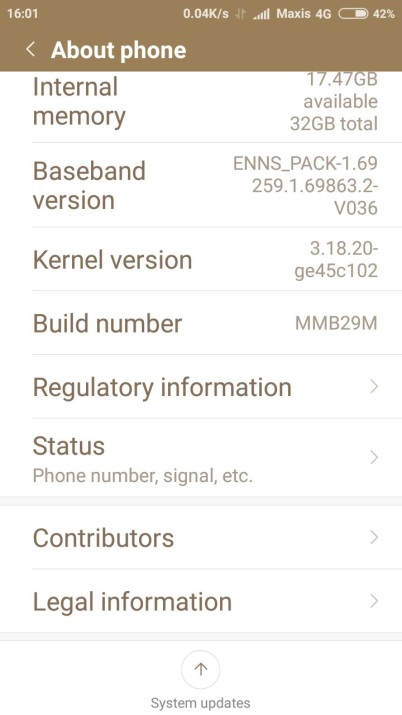 16:01 0.04K/s Maxis 4G 42%
About phone
Internal
memory
17.47GB
available
32GB total
Baseband
version
ENNS_PACK-1.69
259.1.69863.2-
V036
Kernel version
3.18.20-
ge45c102
Build number MMB29M
Regulatory information
Status
Phone number, signal, etc.
Contributors
Legal information
System updates